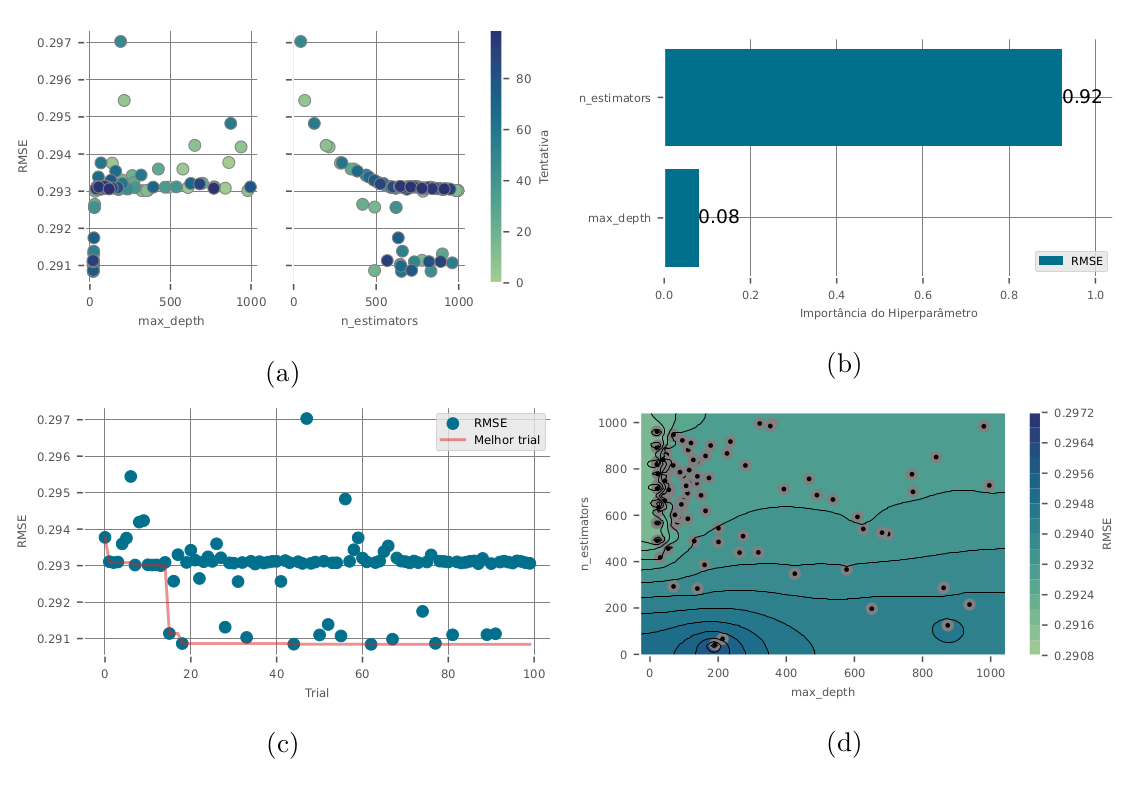 0.297
0.296
0.295
0.294
0.293
0.292
0.291
RMSE
0 500 1000
max_depth
0 500 1000
n_estimators
80
60
40
20
0
Tentativa
(a)
n_estimators
max_depth
0.92
0.08
RMSE
0.0 0.2 0.4 0.6 0.8 1.0
Importância do Hiperparâmetro
(b)
0.297
0.296
0.295
0.294
0.293
0.292
0.291
RMSE
RMSE
Melhor trial
0 20 40 60 80 100
Trial
(c)
1000
800
600
400
200
0
n_estimators
0 200 400 600 800 1000
max_depth
0.2972
0.2964
0.2956
0.2948
0.2940
0.2932
0.2924
0.2916
0.2908
RMSE
(d)